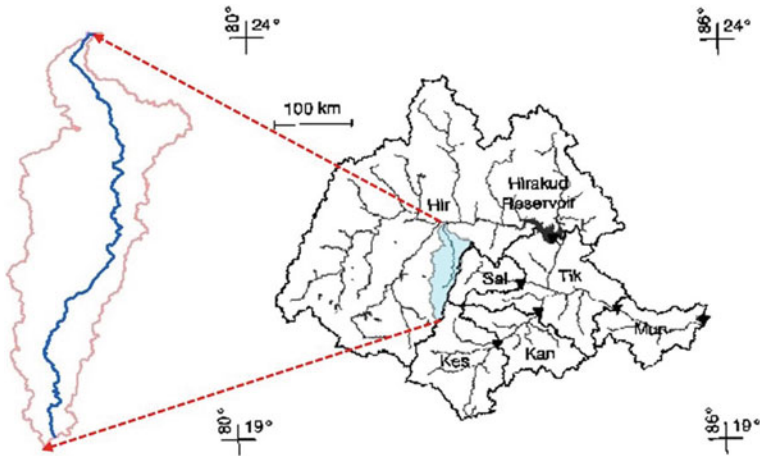 80° 24°
86° 24°
100 km
Hirakud
Reservoir
Hir
Sal
Tik
Mun
Kes
Kan
80° 19°
86° 19°